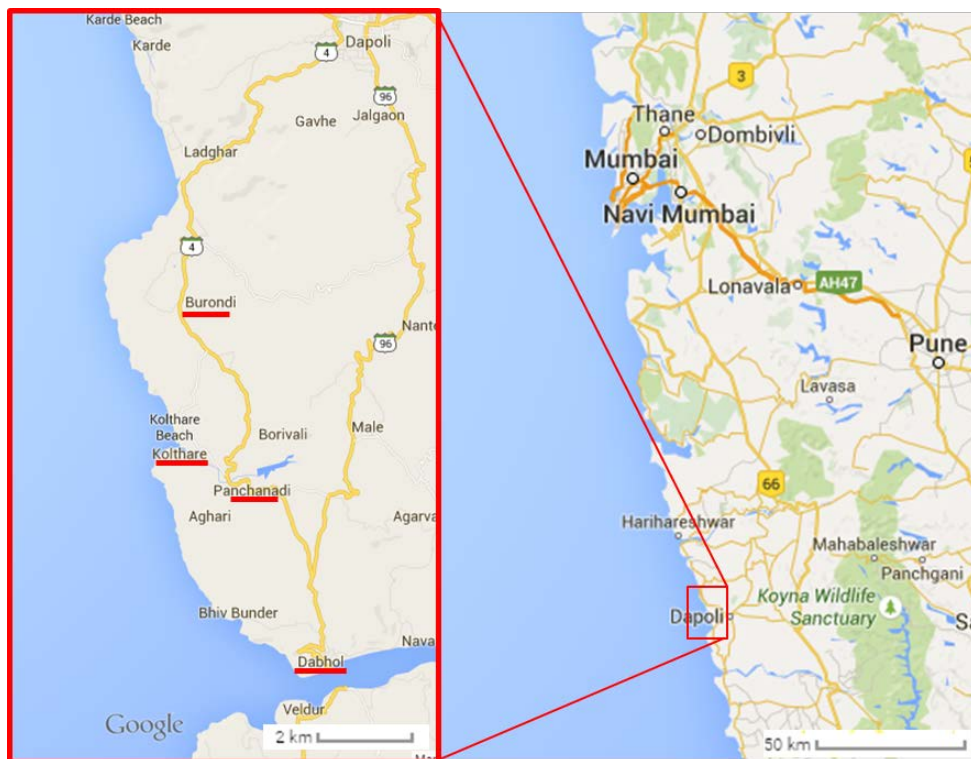 Karde Beach
Karde
4
Dapoli
96
Jalgaon
Gavhe
Ladghar
4
Burondi
Nante
96
Kolthare
Beach
Kolthare
Borivali
Male
Panchanadi
Aghari
Agarva
Bhiv Bunder
Dabhol
Nava
Veldur
Google
2 km
3
Thane
Dombivli
Mumbai
Navi Mumbai
Lonavala
AH47
Pune
Lavasa
66
Harihareshwar
Mahabaleshwar
Panchgani
Koyna Wildlife
Sanctuary
Dapoli
Sa
50 km